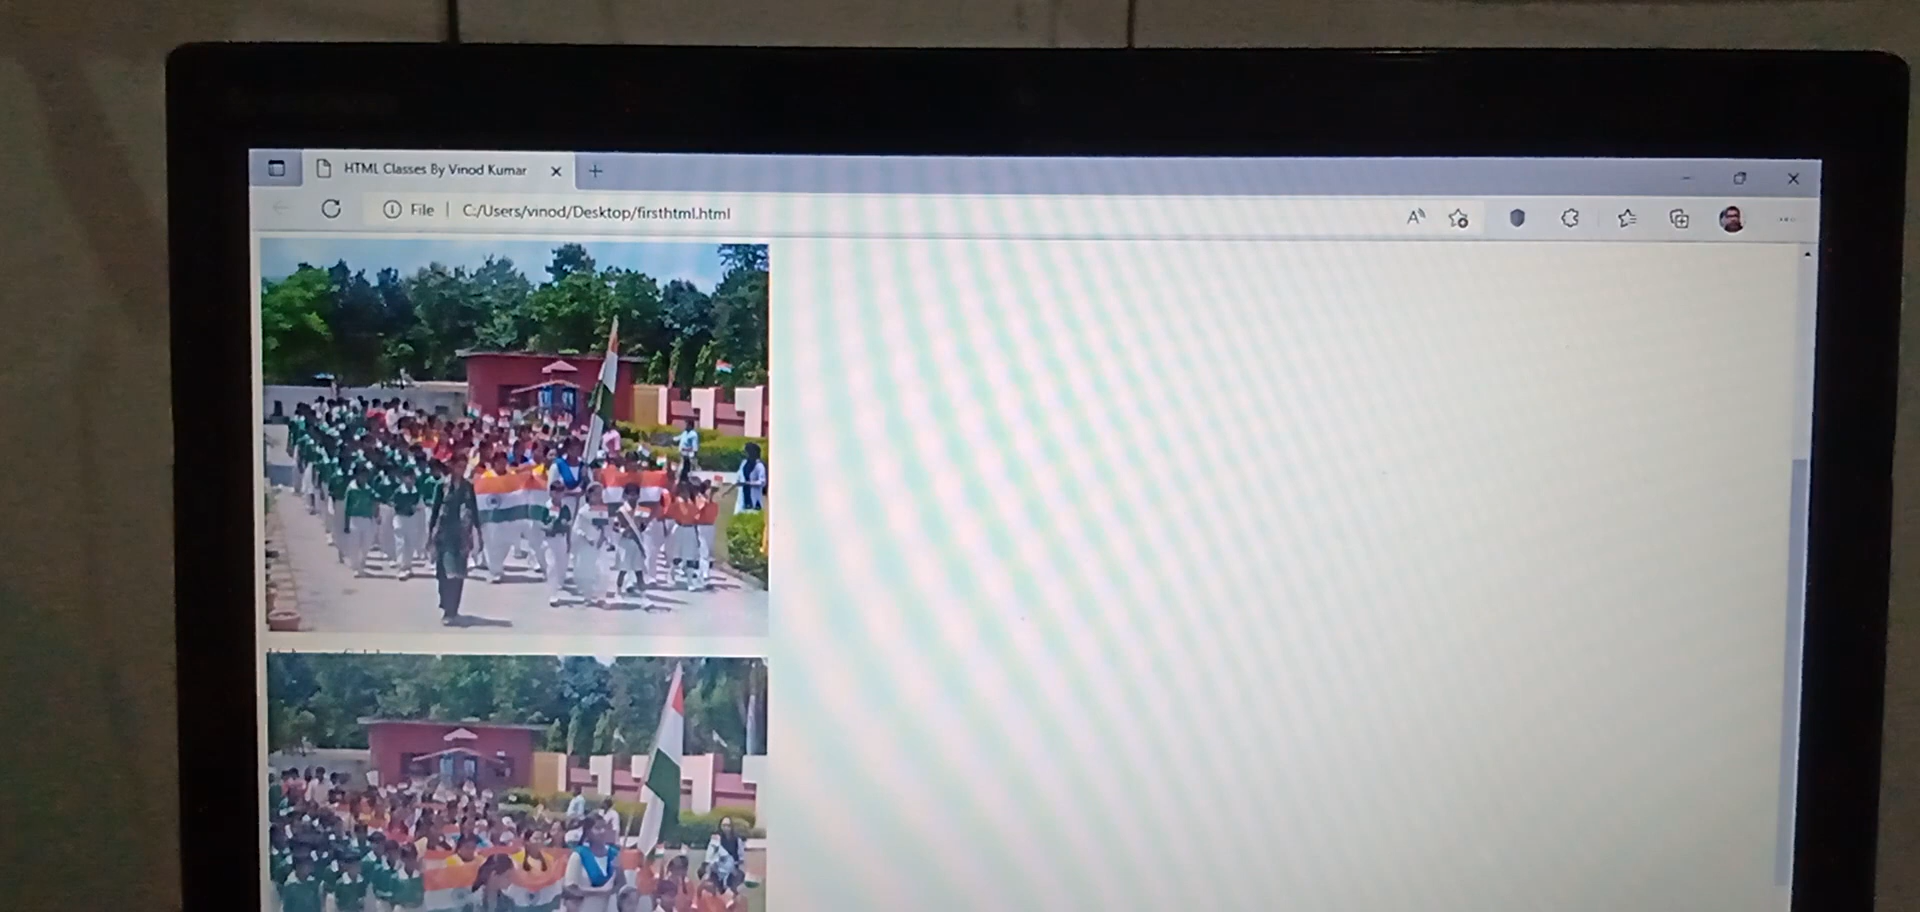 HTML Classes By Vinod Kumar
File | C:/Users/vinod/Desktop/firsthtml.html